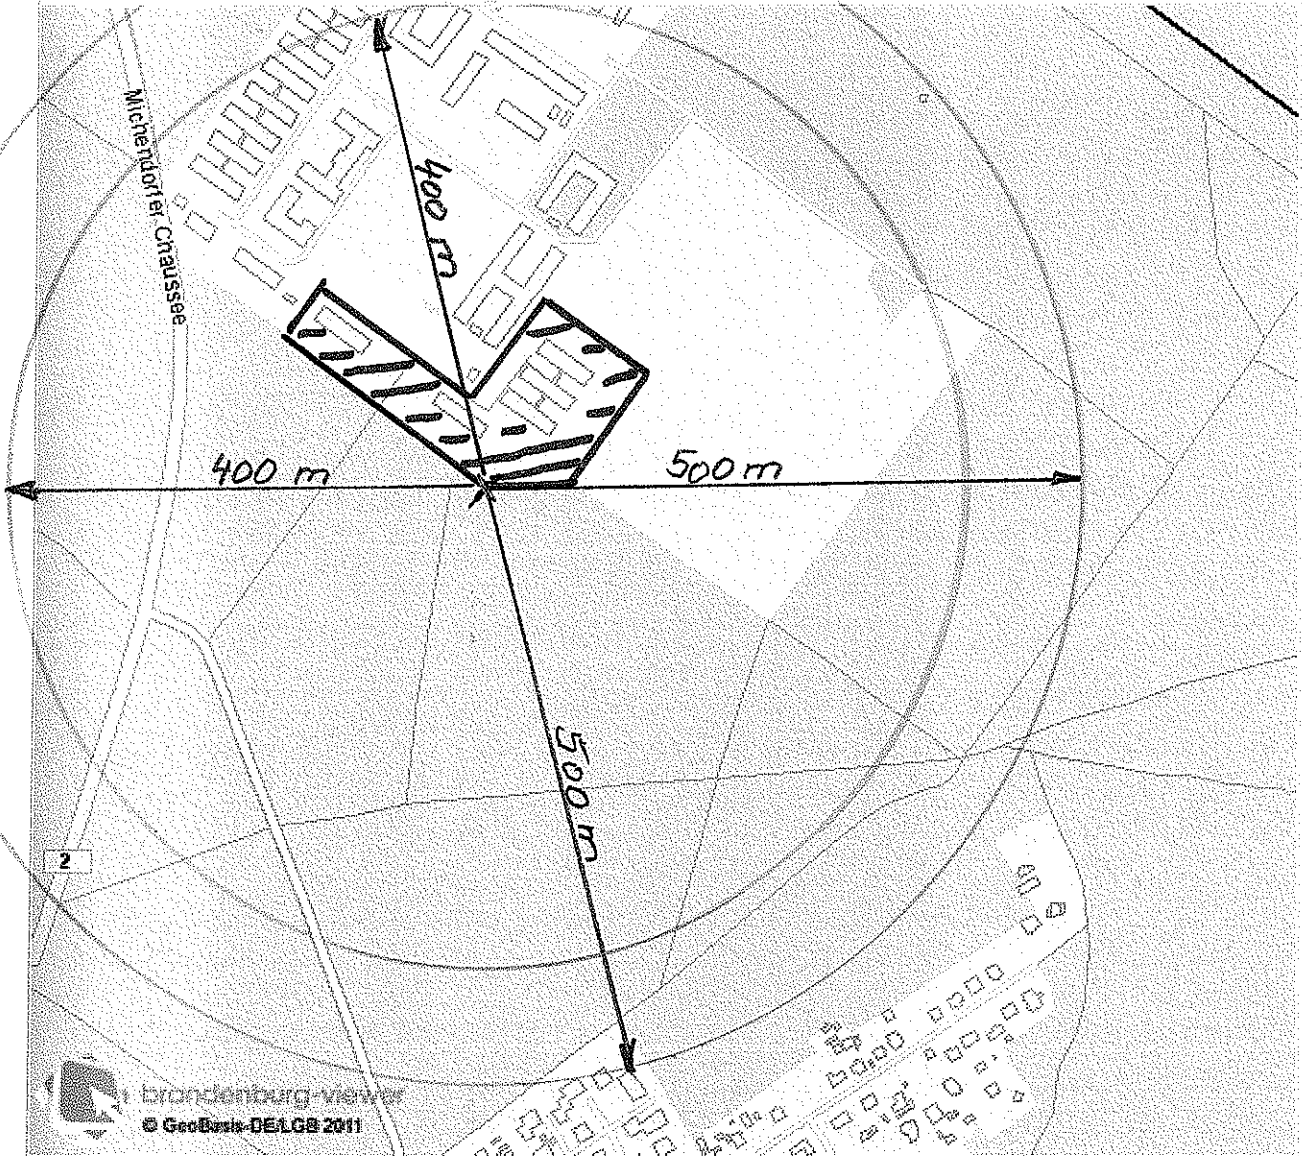 Michendorfer Chaussee
400 m
400 m
500 m
500 m
2
brandenburg-viewer
© GeoBasis-DE/LGB 2011